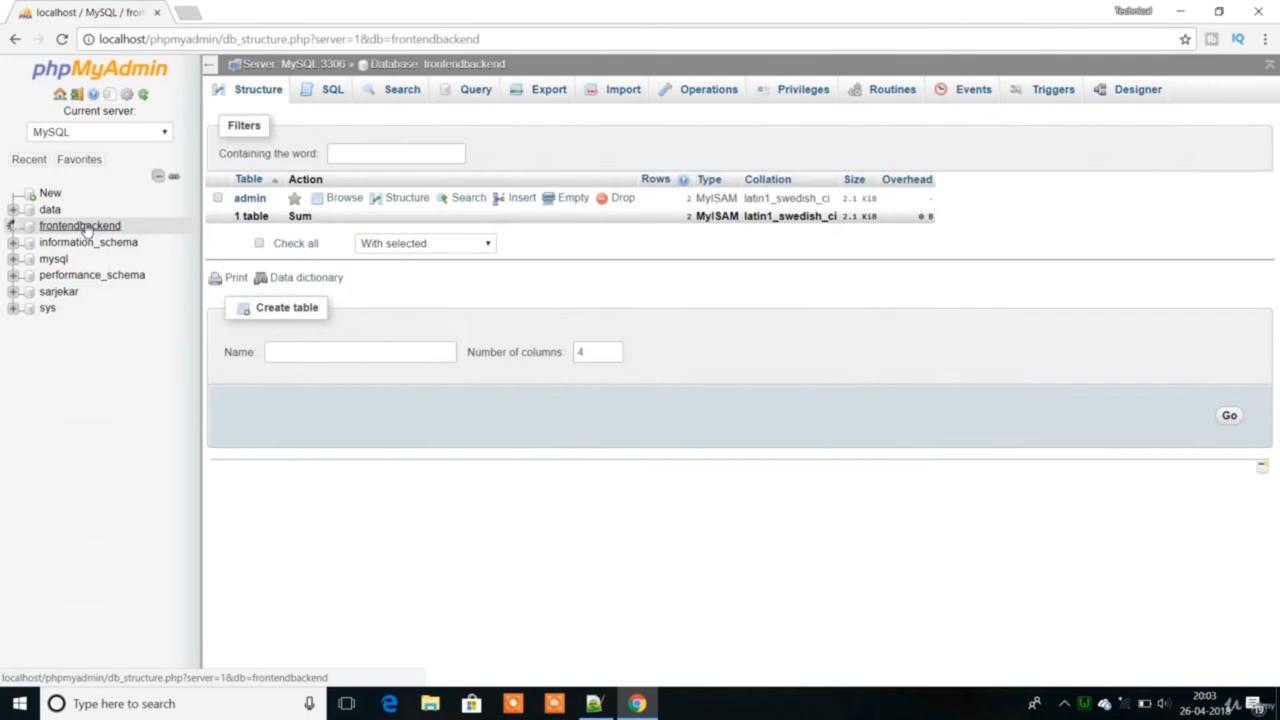 localhost / MySQL / fron
Technical
localhost/phpmyadmin/db_structure.php?server=1&db=frontendbackend
phpMyAdmin
Current server:
MySQL
Recent Favorites
New
data
frontendbackend
information_schema
mysql
performance_schema
sarjekar
sys
Server: MySQL:3306 » Database: frontendbackend
Structure SQL Search Query Export Import Operations Privileges Routines Events Triggers Designer
Filters
Containing the word:
Table Action Rows Type Collation Size Overhead
admin Browse Structure Search Insert Empty Drop 2 MyISAM latin1_swedish_ci 2.1 KiB -
1 table Sum 2 MyISAM latin1_swedish_ci 2.1 KiB 0 B
Check all With selected:
Print Data dictionary
Create table
Name: Number of columns: 4
Go
localhost/phpmyadmin/db_structure.php?server=1&db=frontendbackend
Type here to search
20:03
26-04-2018